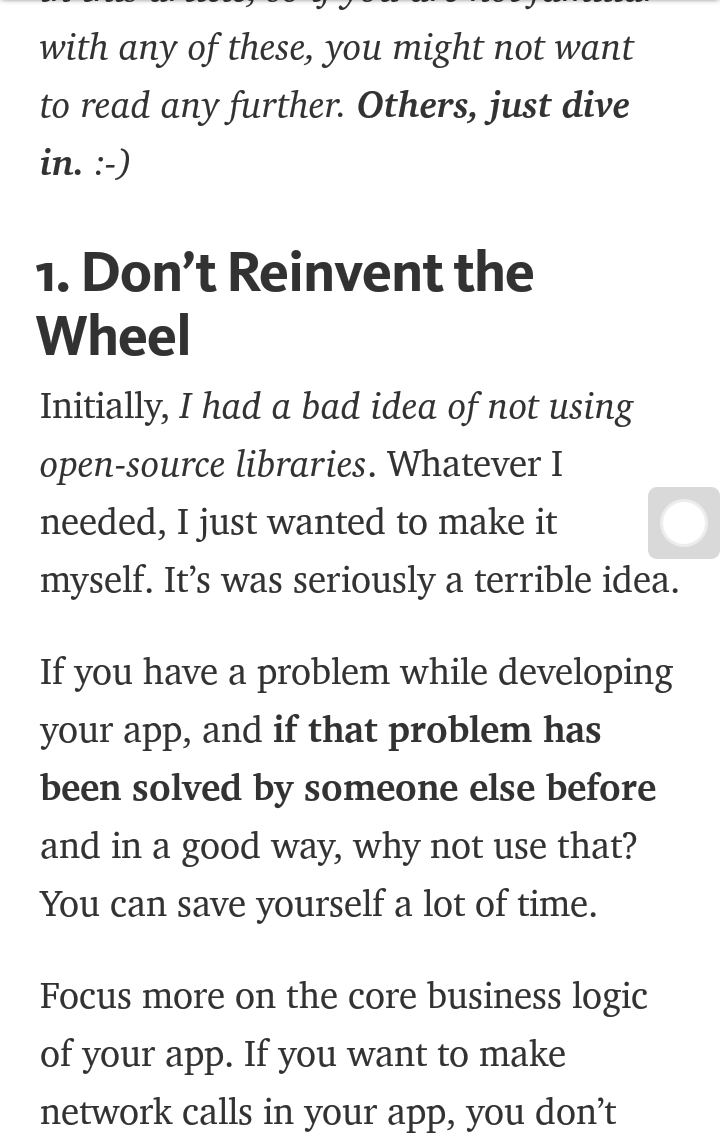 with any of these, you might not want
to read any further. Others, just dive
in. :-)
1. Don’t Reinvent the
Wheel
Initially, I had a bad idea of not using
open-source libraries. Whatever I
needed, I just wanted to make it
myself. It’s was seriously a terrible idea.
If you have a problem while developing
your app, and if that problem has
been solved by someone else before
and in a good way, why not use that?
You can save yourself a lot of time.
Focus more on the core business logic
of your app. If you want to make
network calls in your app, you don’t